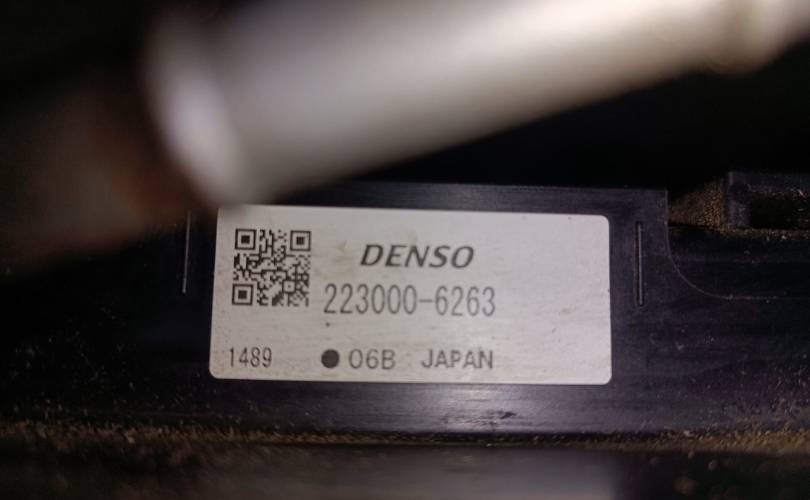 DENSO
223000-6263
1489 ● 06B JAPAN